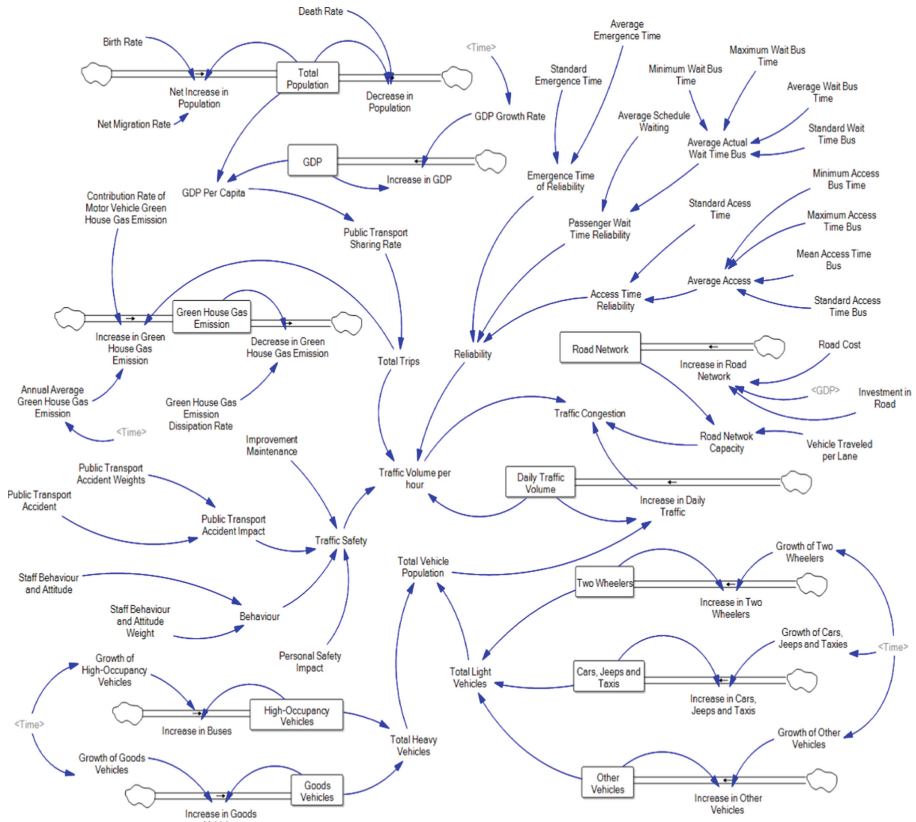 Death Rate
Birth Rate
Total
Population
Net Increase in
Population
Decrease in
Population
Net Migration Rate
<Time>
Average
Emergence Time
Standard
Emergence Time
Maximum Wait Bus
Time
Minimum Wait Bus
Time
Average Wait Bus
Time
Average Schedule
Waiting
Standard Wait
Time Bus
Average Actual
Wait Time Bus
GDP Growth Rate
GDP
Increase in GDP
GDP Per Capita
Emergence Time
of Reliability
Minimum Access
Bus Time
Contribution Rate of
Motor Vehicle Green
House Gas Emission
Public Transport
Sharing Rate
Passenger Wait
Time Reliability
Standard Acess
Time
Maximum Access
Time Bus
Mean Access Time
Bus
Average Access
Access Time
Reliability
Standard Access Time
Bus
Green House Gas
Emission
Increase in Green
House Gas
Emission
Decrease in Green
House Gas Emission
Total Trips
Reliability
Road Network
Increase in Road
Network
Road Cost
<GDP>
Investment in
Road
Annual Average
Green House Gas
Emission
<Time>
Green House Gas
Emission
Dissipation Rate
Traffic Congestion
Road Netwok
Capacity
Vehicle Traveled
per Lane
Improvement
Maintenance
Public Transport
Accident Weights
Public Transport
Accident
Public Transport
Accident Impact
Traffic Volume per
hour
Daily Traffic
Volume
Increase in Daily
Traffic
Traffic Safety
Total Vehicle
Population
Growth of Two
Wheelers
Staff Behaviour
and Attitude
Two Wheelers
Increase in Two
Wheelers
Staff Behaviour
and Attitude
Weight
Behaviour
Personal Safety
Impact
Growth of Cars,
Jeeps and Taxies
<Time>
Total Light
Vehicles
Cars, Jeeps and
Taxis
Increase in Cars,
Jeeps and Taxis
Growth of
High-Occupancy
Vehicles
High-Occupancy
Vehicles
Increase in Buses
<Time>
Total Heavy
Vehicles
Growth of Other
Vehicles
Growth of Goods
Vehicles
Goods
Vehicles
Increase in Goods
Other
Vehicles
Increase in Other
Vehicles